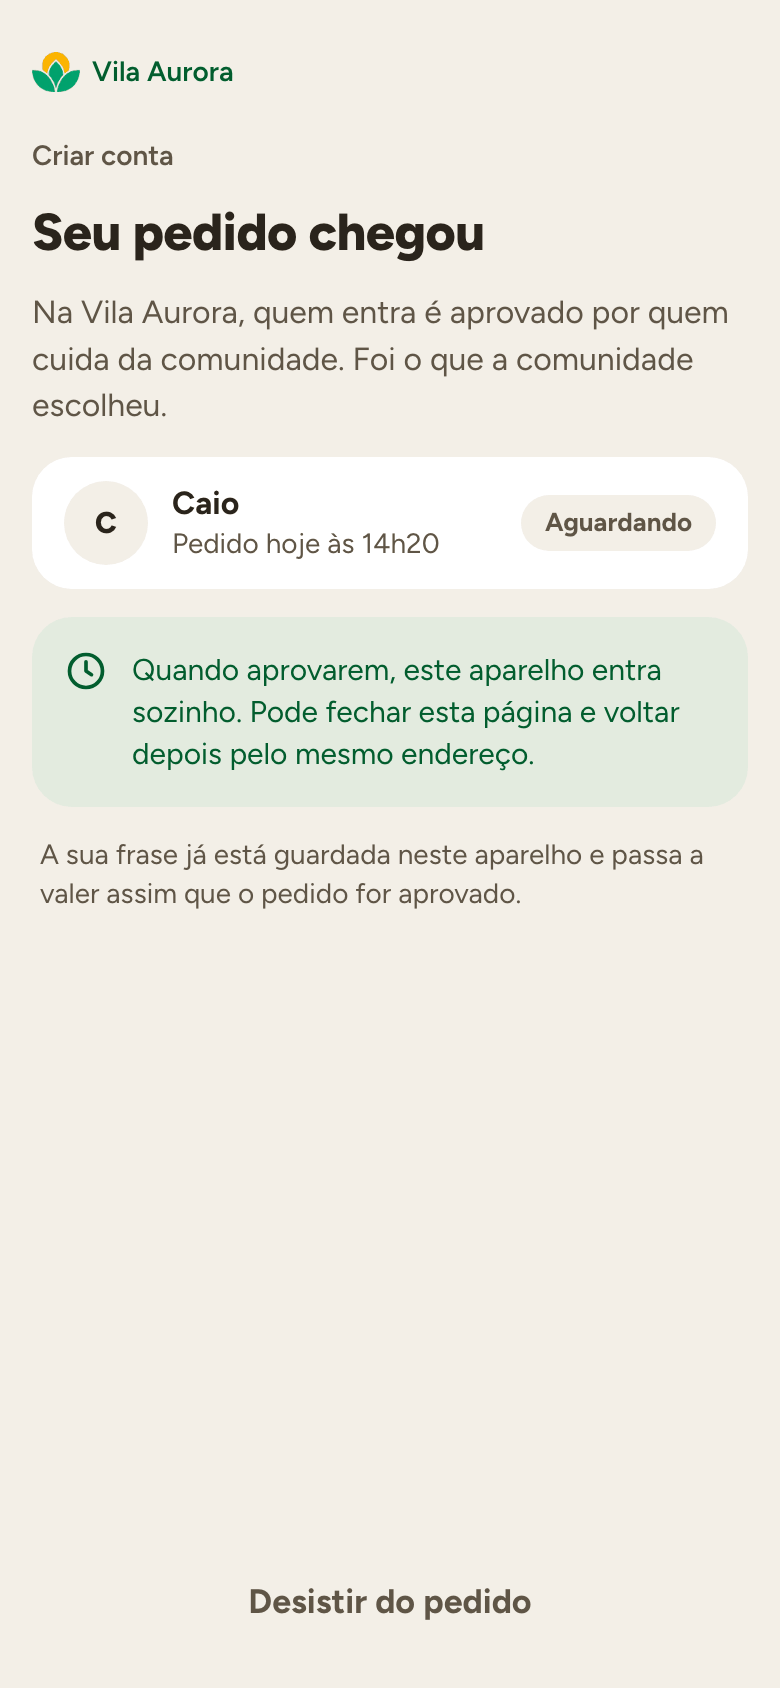 Vila Aurora
Criar conta
Seu pedido chegou
Na Vila Aurora, quem entra é aprovado por quem
cuida da comunidade. Foi o que a comunidade
escolheu.
C
Caio
Pedido hoje às 14h20
Aguardando
Quando aprovarem, este aparelho entra
sozinho. Pode fechar esta página e voltar
depois pelo mesmo endereço.
A sua frase já está guardada neste aparelho e passa a
valer assim que o pedido for aprovado.
Desistir do pedido